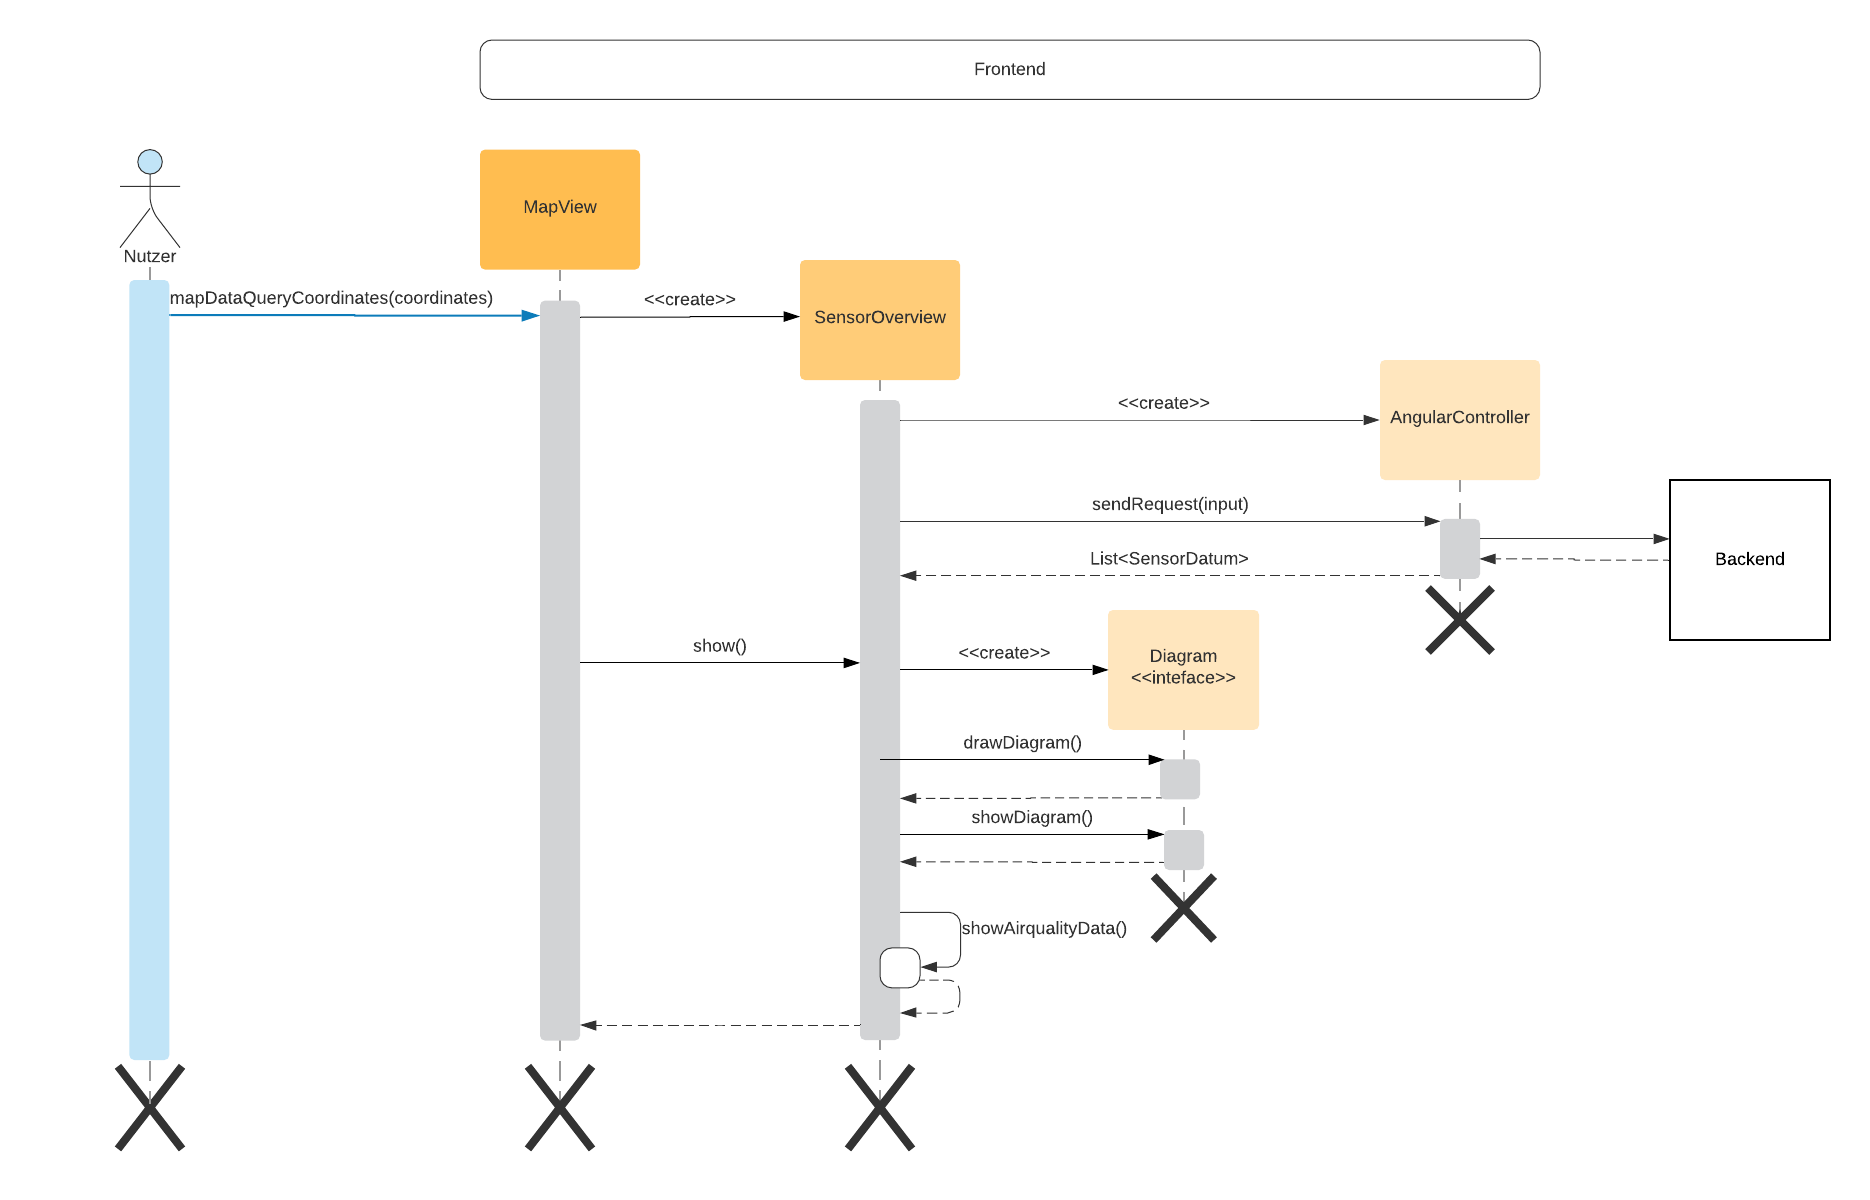 Frontend
MapView
Nutzer
mapDataQueryCoordinates(coordinates)
<<create>>
SensorOverview
<<create>>
AngularController
sendRequest(input)
List<SensorDatum>
Backend
show()
<<create>>
Diagram
<<inteface>>
drawDiagram()
showDiagram()
showAirqualityData()